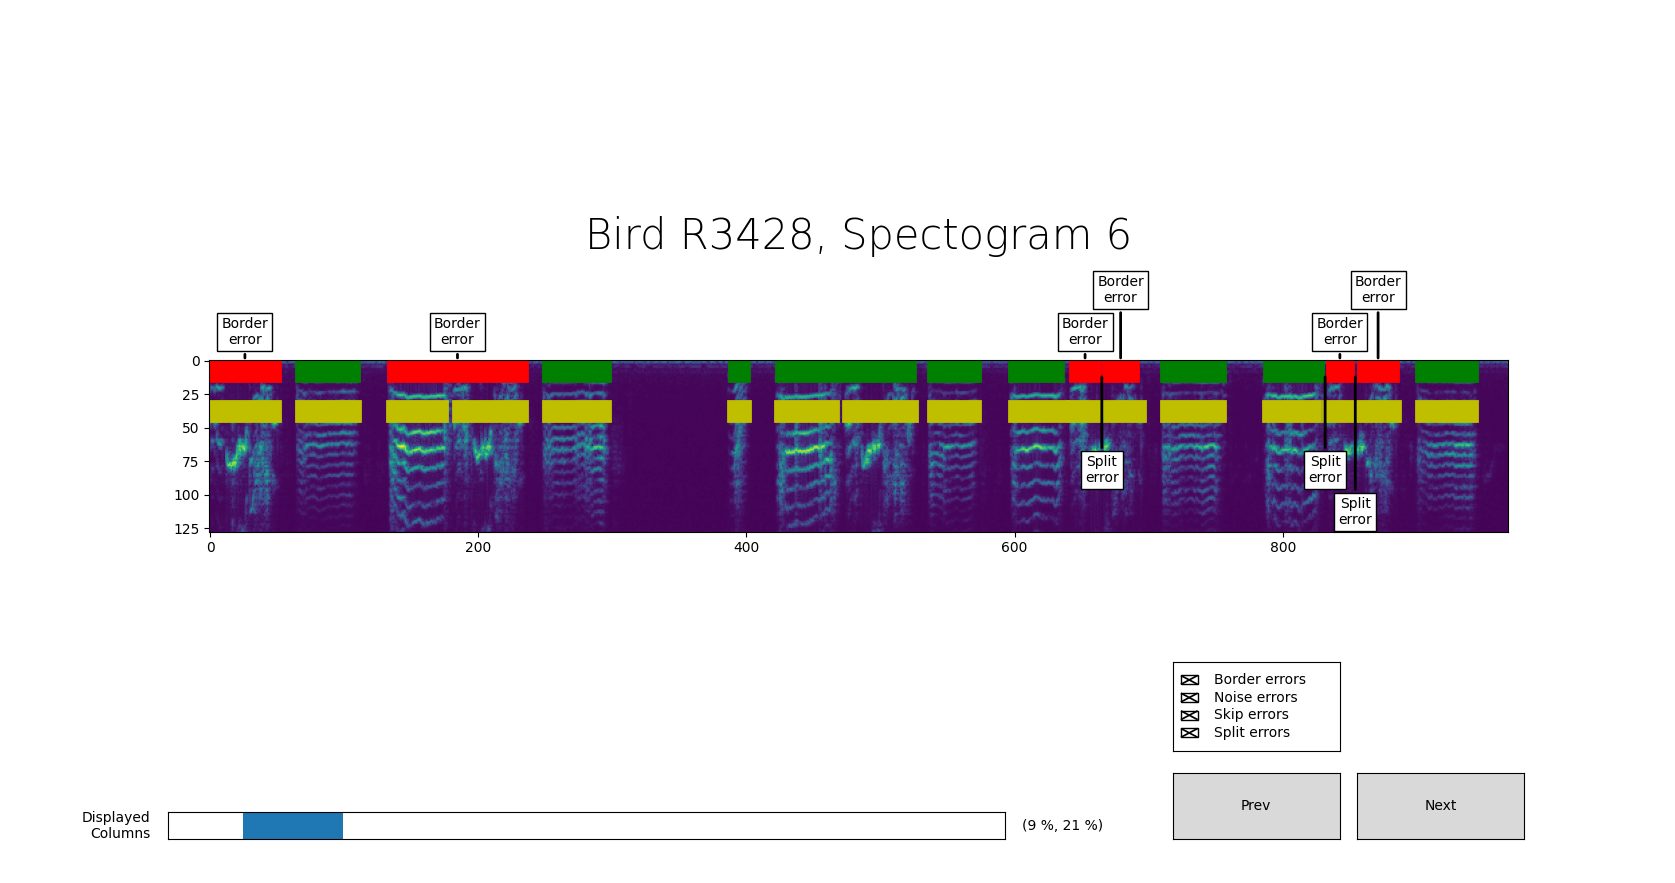 Bird R3428, Spectogram 6
Border
error
Border
error
Border
error
Border
error
Border
error
Border
error
0
25
50
75
100
125
Split
error
Split
error
Split
error
0
200
400
600
800
Border errors
Noise errors
Skip errors
Split errors
Prev
Next
Displayed
Columns
(9 %, 21 %)